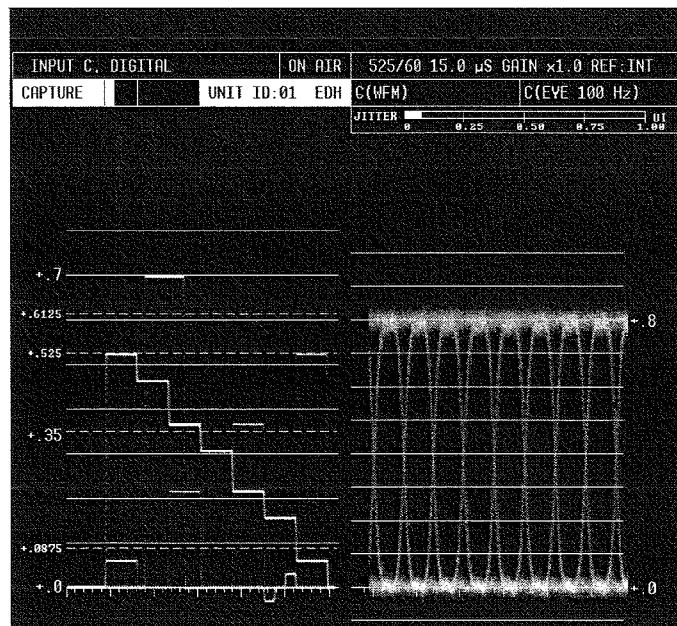 INPUT C. DIGITAL ON AIR 525/60 15.0 µS GAIN ×1.0 REF:INT
CAPTURE UNIT ID:01 EDH C(WFM) C(EYE 100 Hz)
JITTER UI
0 0.25 0.50 0.75 1.00
+.7
+.6125
+.8
+.525
+.35
+.0875
+.0
+.0